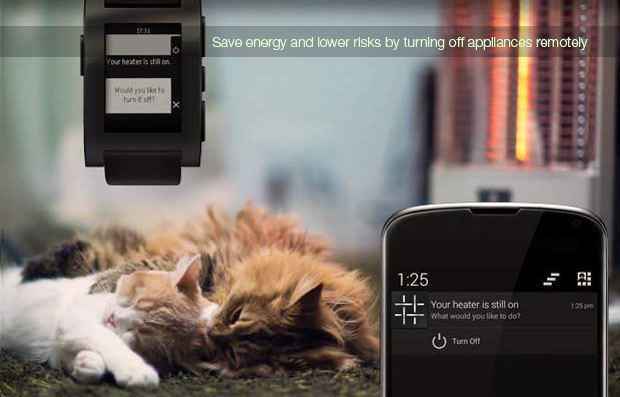 17:31
Save energy and lower risks by turning off appliances remotely
Your heater is still on.
Would you like to
turn it off?
1:25
Your heater is still on
1:25 pm
What would you like to do?
Turn Off